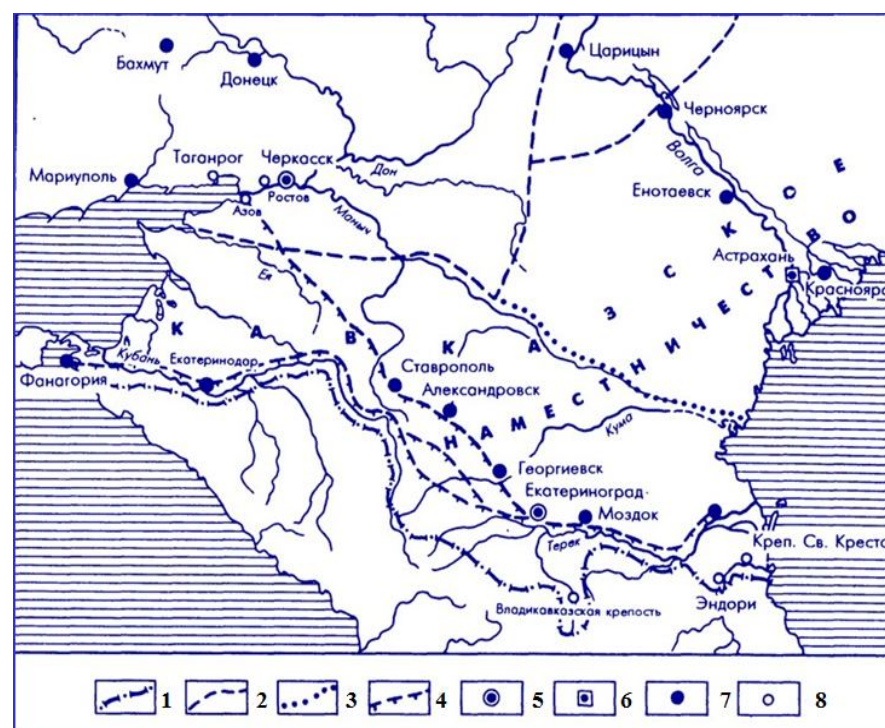 Царицын
Бахмут
Донецк
Черноярск
Волга
Таганрог
Черкасск
Дон
Мариуполь
Ростов
Азов
Маныч
Енотаевск
Астрахань
Красноярск
Ея
КАВКАЗСКОЕ
НАМЕСТНИЧЕСТВО
Кубань
Екатеринодар
Фанагория
Ставрополь
Александровск
Кума
Георгиевск
Екатериноград
Моздок
Терек
Креп. Св. Креста
Эндори
Владикавказская крепость
1 2 3 4 5 6 7 8